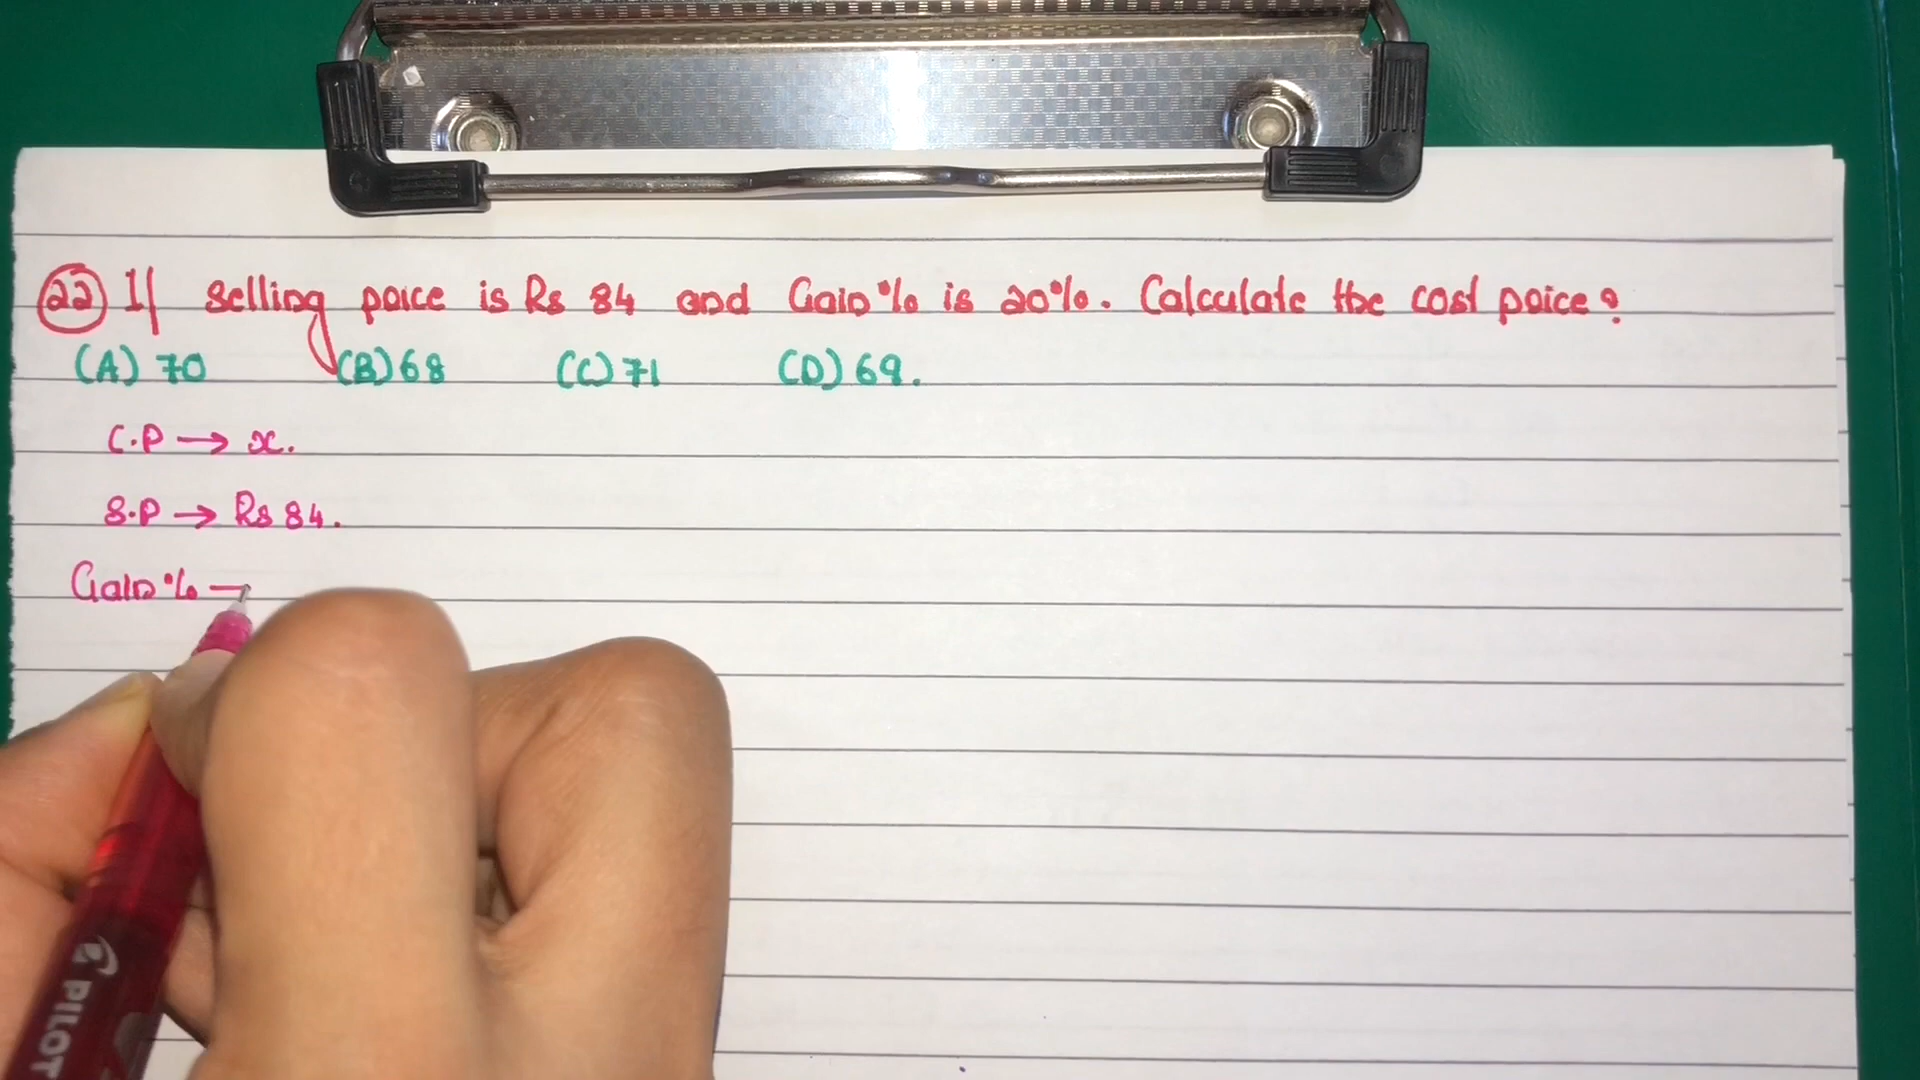 22 If selling price is Rs 84 and Gain% is 20%. Calculate the cost price?
(A) 70 (B) 68 (C) 71 (D) 69.
C.P → x.
S.P → Rs 84.
Gain% —
PILOT